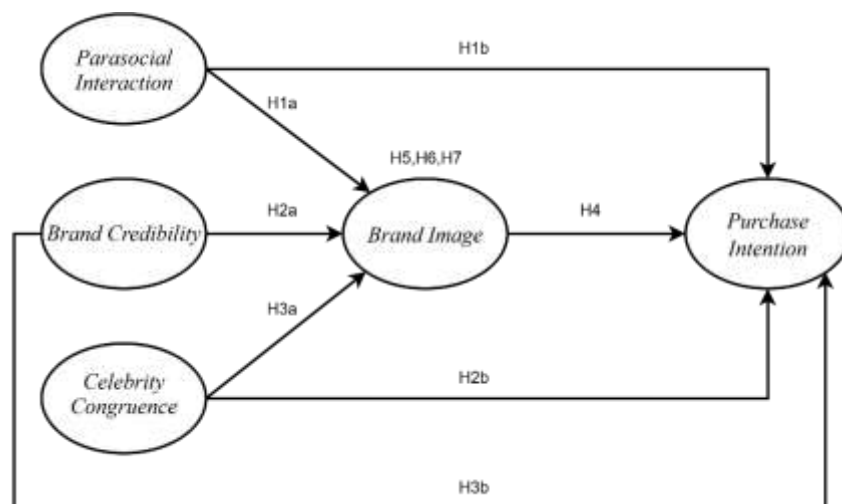 Parasocial
Interaction
H1b
H1a
H5,H6,H7
Brand Credibility
H2a
Brand Image
H4
Purchase
Intention
H3a
Celebrity
Congruence
H2b
H3b